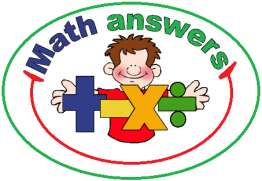 Math answers
+ - x ÷